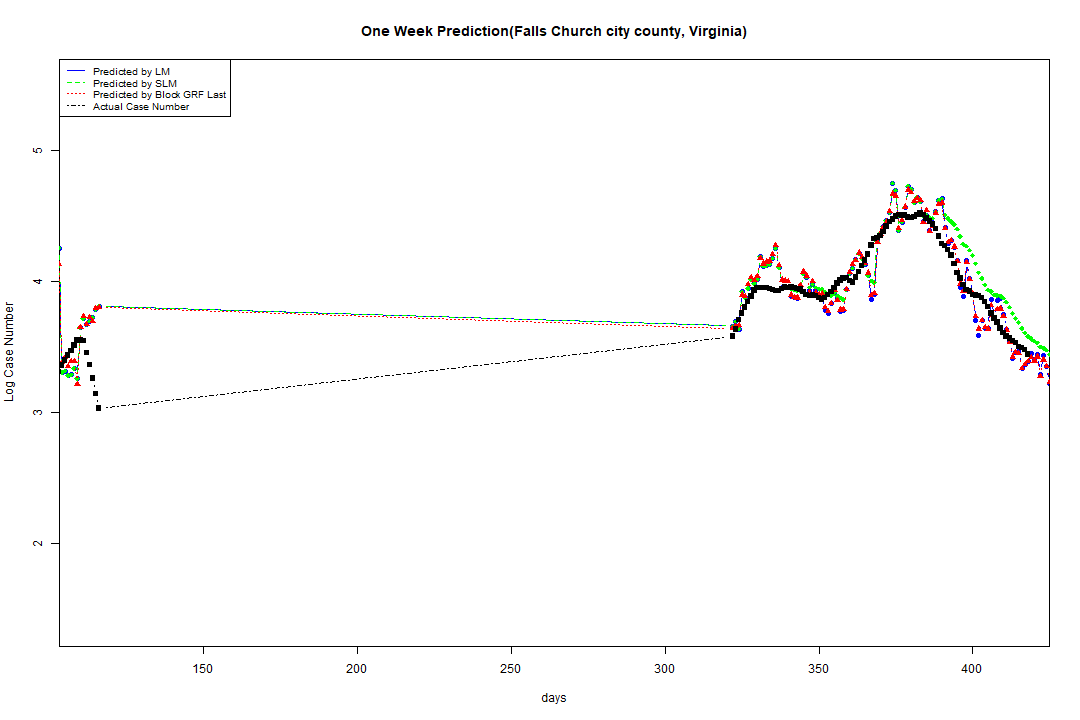 One Week Prediction(Falls Church city county, Virginia)
Predicted by LM
Predicted by SLM
Predicted by Block GRF Last
Actual Case Number
5
4
3
2
Log Case Number
150 200 250 300 350 400
days